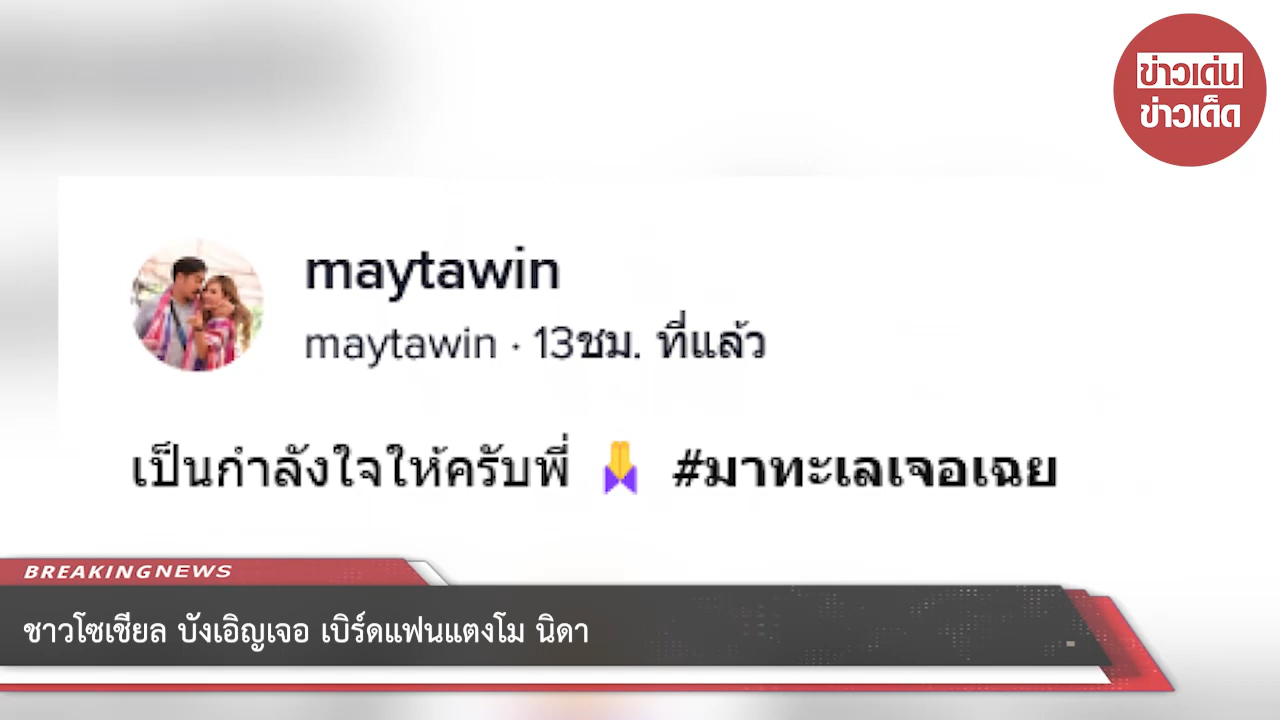 ข่าวเด่น
ข่าวเด็ด
maytawin
maytawin · 13ชม. ที่แล้ว
เป็นกำลังใจให้ครับพี่ 🙏 #มาทะเลเจอเฉย
BREAKINGNEWS
ชาวโซเชียล บังเอิญเจอ เบิร์ดแฟนแตงโม นิดา